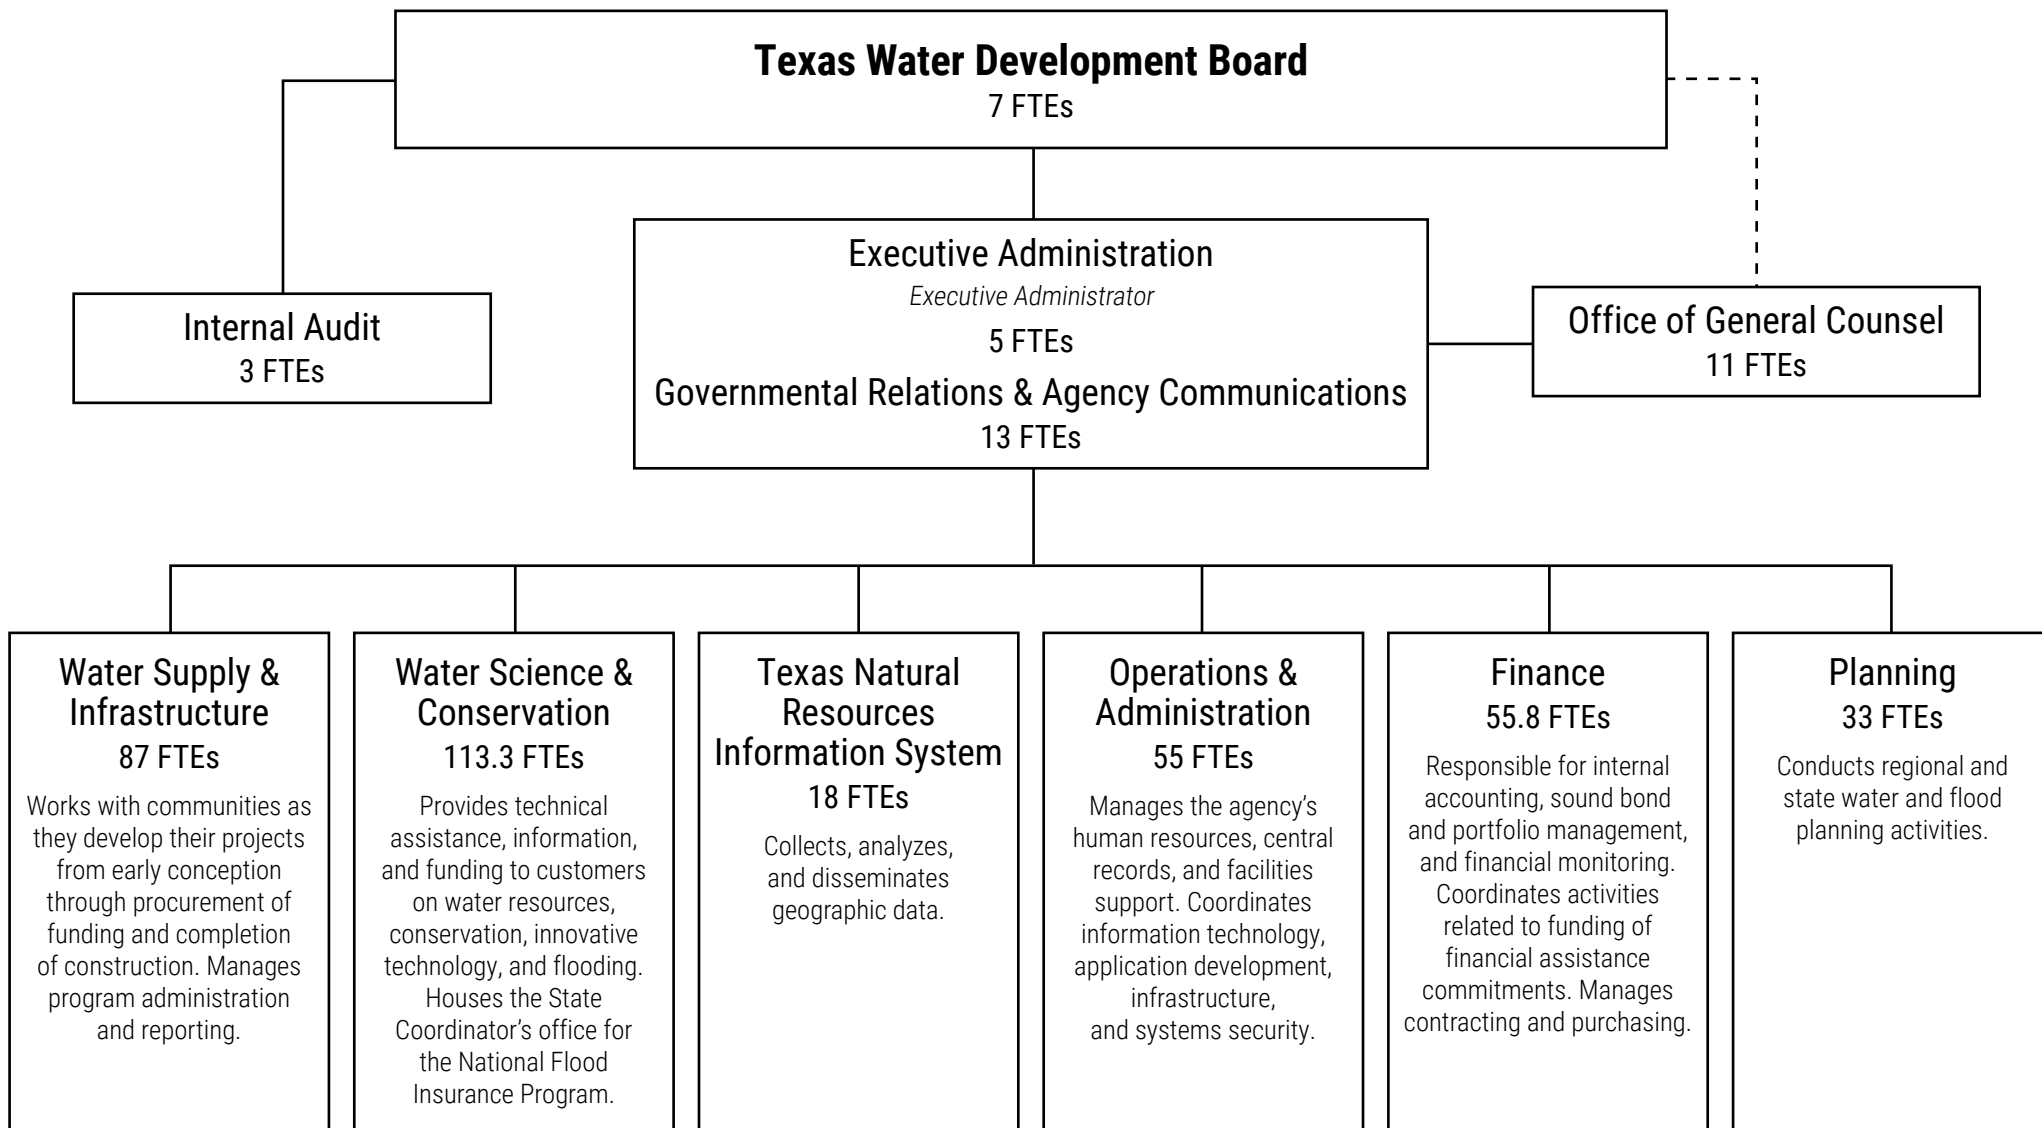 Texas Water Development Board
7 FTEs
Internal Audit
3 FTEs
Executive Administration
Executive Administrator
5 FTEs
Governmental Relations & Agency Communications
13 FTEs
Office of General Counsel
11 FTEs
Water Supply &
Infrastructure
87 FTEs
Works with communities as
they develop their projects
from early conception
through procurement of
funding and completion
of construction. Manages
program administration
and reporting.
Water Science &
Conservation
113.3 FTEs
Provides technical
assistance, information,
and funding to customers
on water resources,
conservation, innovative
technology, and flooding.
Houses the State
Coordinator’s office for
the National Flood
Insurance Program.
Texas Natural
Resources
Information System
18 FTEs
Collects, analyzes,
and disseminates
geographic data.
Operations &
Administration
55 FTEs
Manages the agency’s
human resources, central
records, and facilities
support. Coordinates
information technology,
application development,
infrastructure,
and systems security.
Finance
55.8 FTEs
Responsible for internal
accounting, sound bond
and portfolio management,
and financial monitoring.
Coordinates activities
related to funding of
financial assistance
commitments. Manages
contracting and purchasing.
Planning
33 FTEs
Conducts regional and
state water and flood
planning activities.